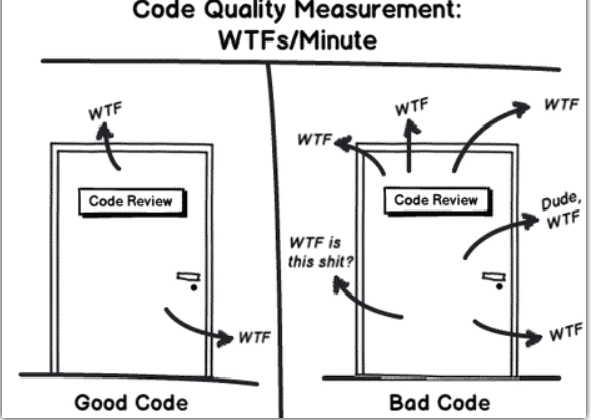 Code Quality Measurement:
WTFs/Minute
WTF
Code Review
WTF
Good Code
WTF
WTF
WTF
Code Review
Dude,
WTF
WTF is
this shit?
WTF
Bad Code